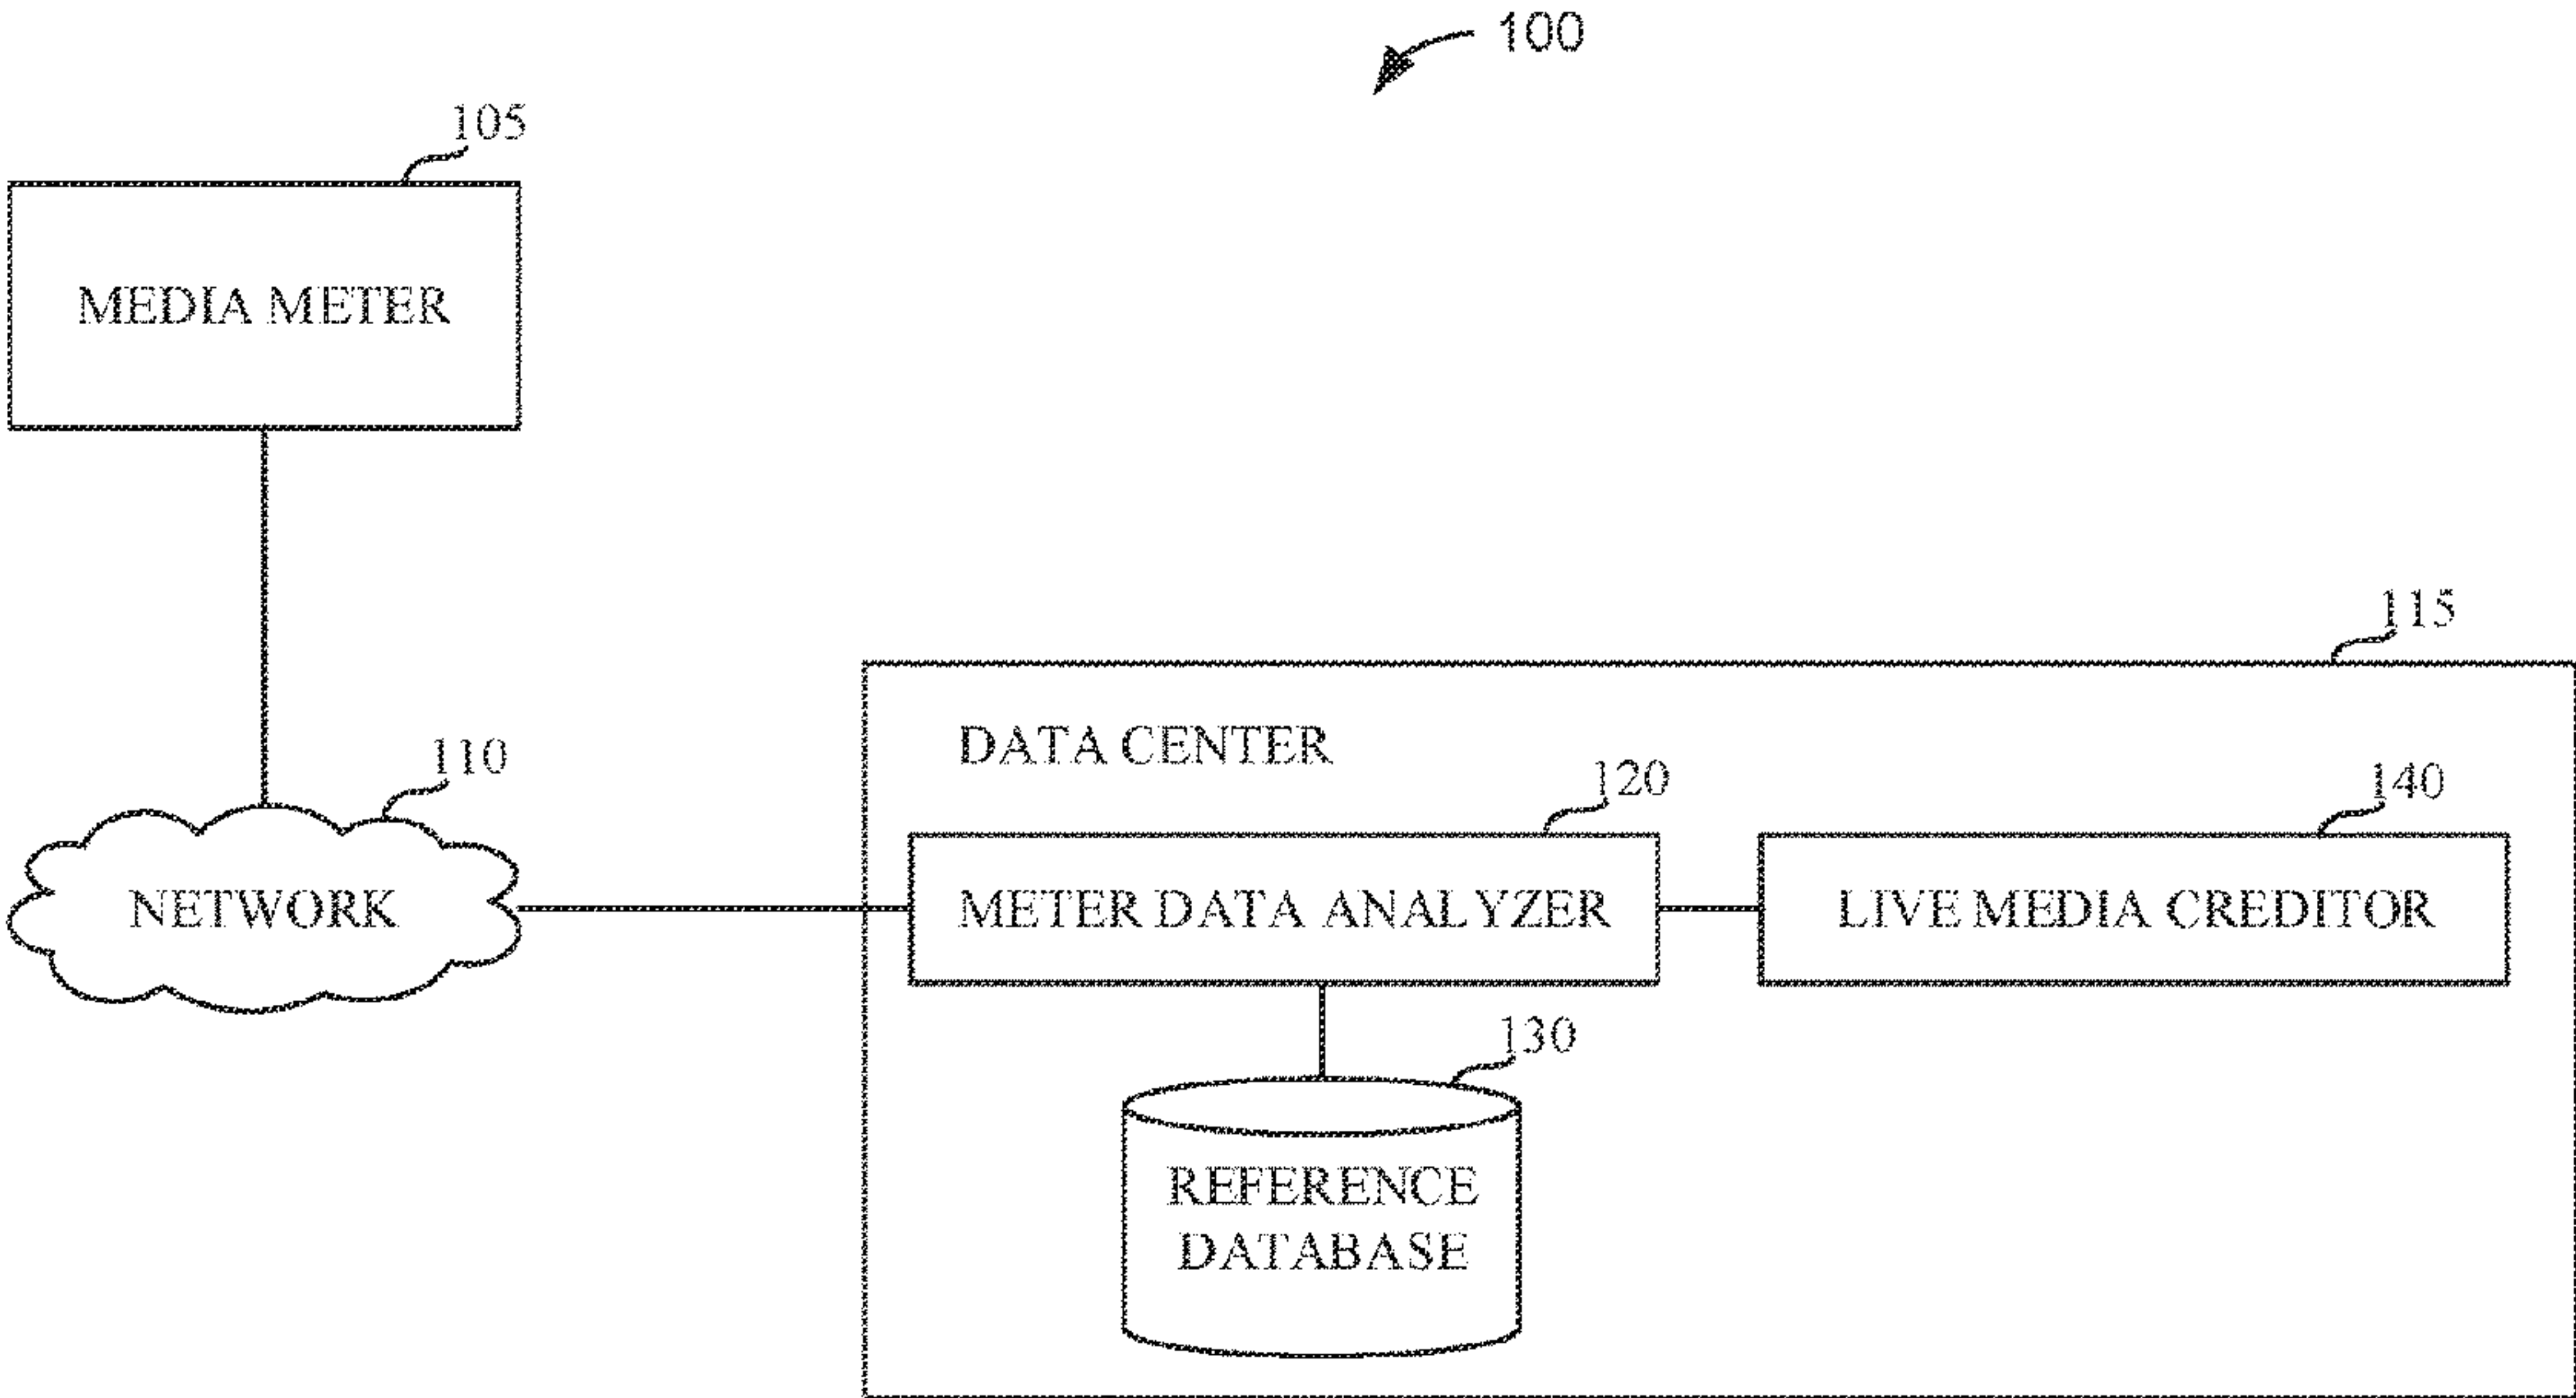 100
105
MEDIA METER
115
110
DATA CENTER
120
140
NETWORK
METER DATA ANALYZER
LIVE MEDIA CREDITOR
130
REFERENCE
DATABASE